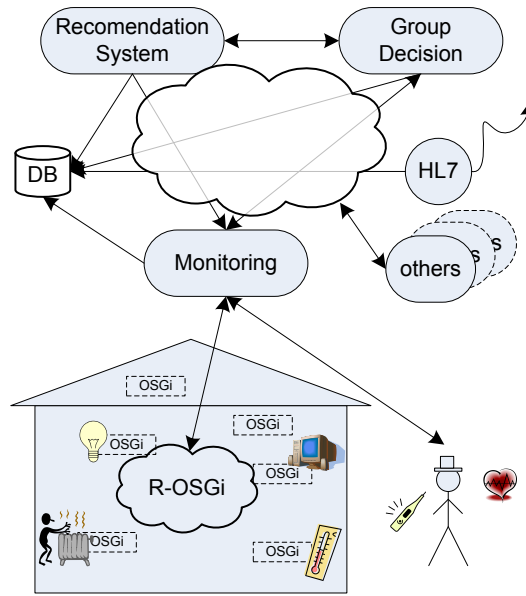 Recomendation
System
Group
Decision
DB
HL7
Monitoring
others
s
s
OSGi
OSGi
OSGi
OSGi
R-OSGi
OSGi
OSGi